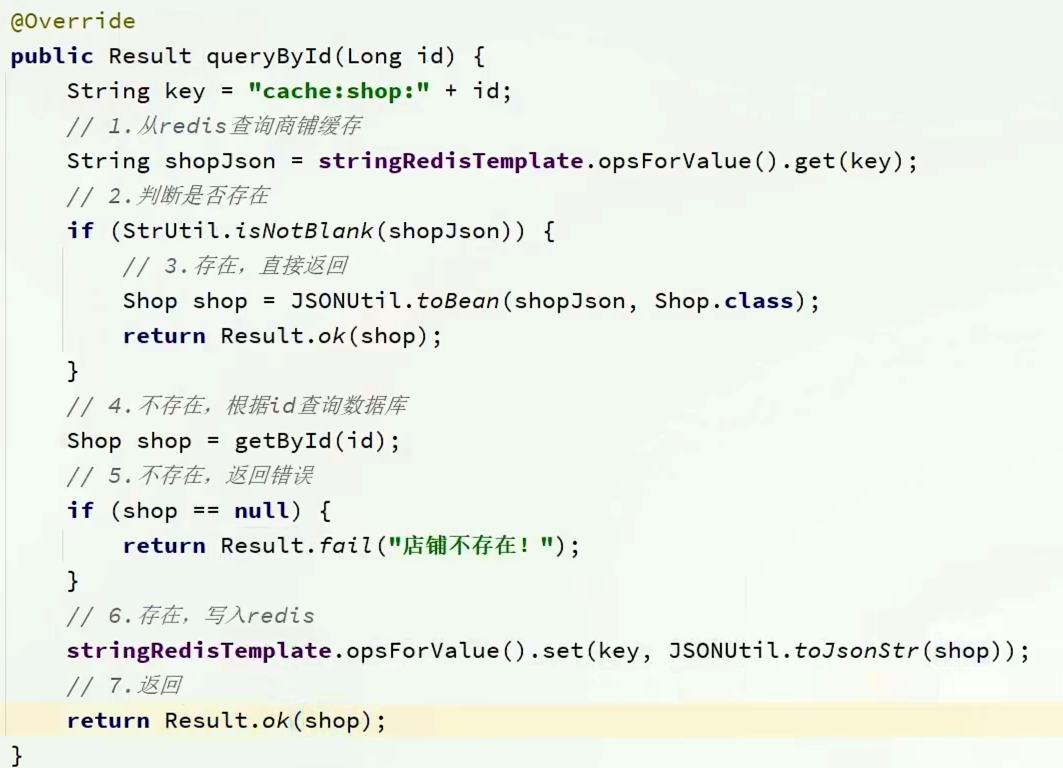 @Override
public Result queryById(Long id) {
    String key = "cache:shop:" + id;
    // 1.从redis查询商铺缓存
    String shopJson = stringRedisTemplate.opsForValue().get(key);
    // 2.判断是否存在
    if (StrUtil.isNotBlank(shopJson)) {
        // 3.存在，直接返回
        Shop shop = JSONUtil.toBean(shopJson, Shop.class);
        return Result.ok(shop);
    }
    // 4.不存在，根据id查询数据库
    Shop shop = getById(id);
    // 5.不存在，返回错误
    if (shop == null) {
        return Result.fail("店铺不存在！");
    }
    // 6.存在，写入redis
    stringRedisTemplate.opsForValue().set(key, JSONUtil.toJsonStr(shop));
    // 7.返回
    return Result.ok(shop);
}